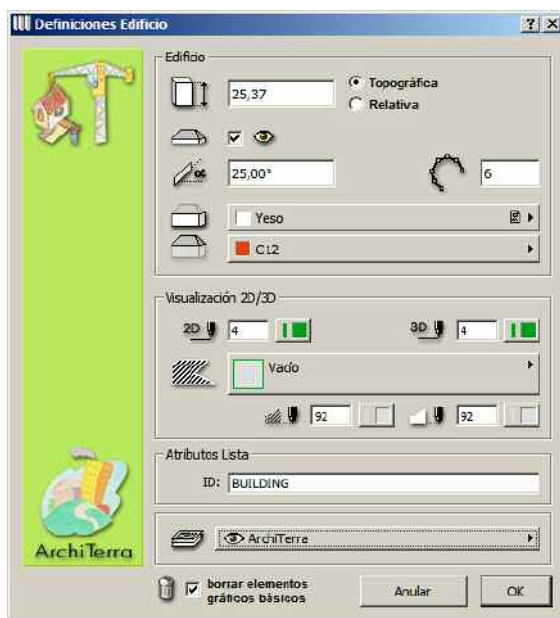 Definiciones Edificio
Edificio
25,37
Topográfica
Relativa
25,00°
6
Yeso
C12
Visualización 2D/3D
2D 4
3D 4
Vacío
92
92
Atributos Lista
ID: BUILDING
ArchiTerra
ArchiTerra
borrar elementos
gráficos básicos
Anular
OK